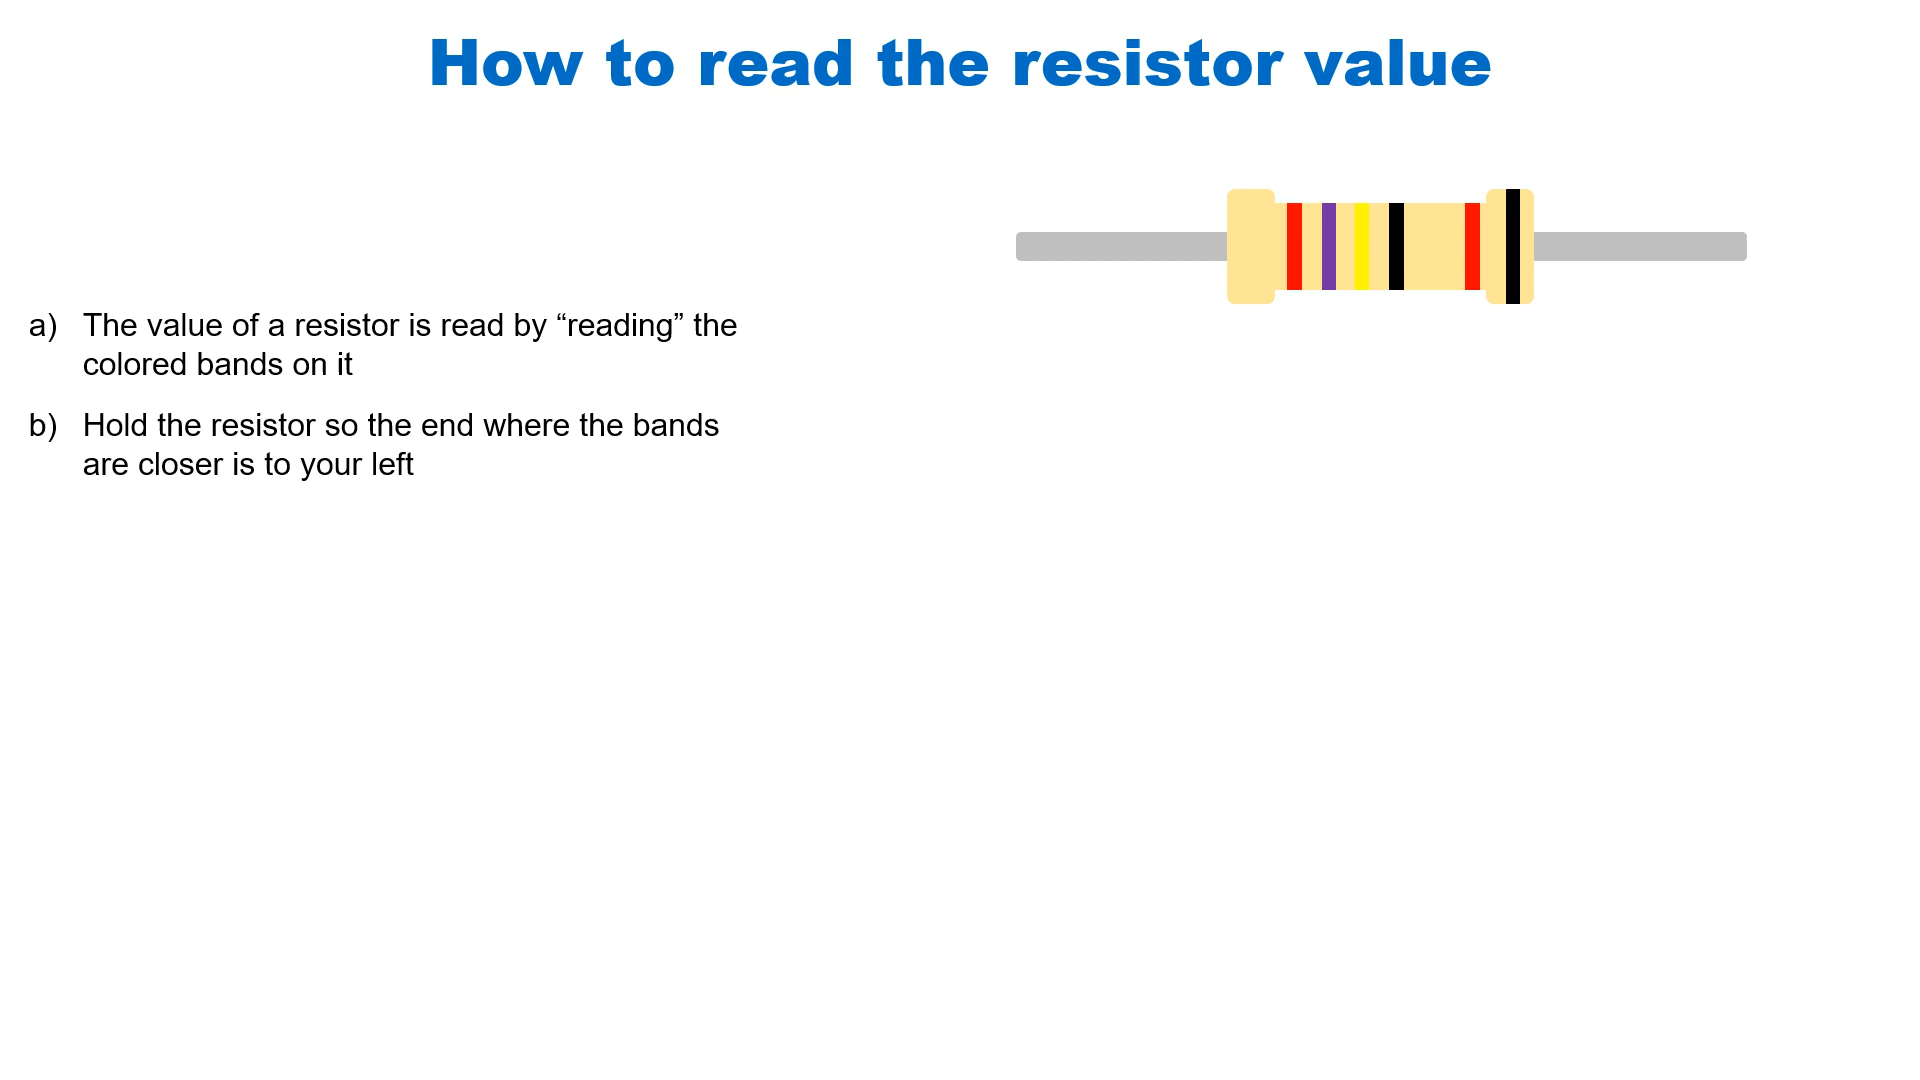 How to read the resistor value
a) The value of a resistor is read by “reading” the
colored bands on it
b) Hold the resistor so the end where the bands
are closer is to your left